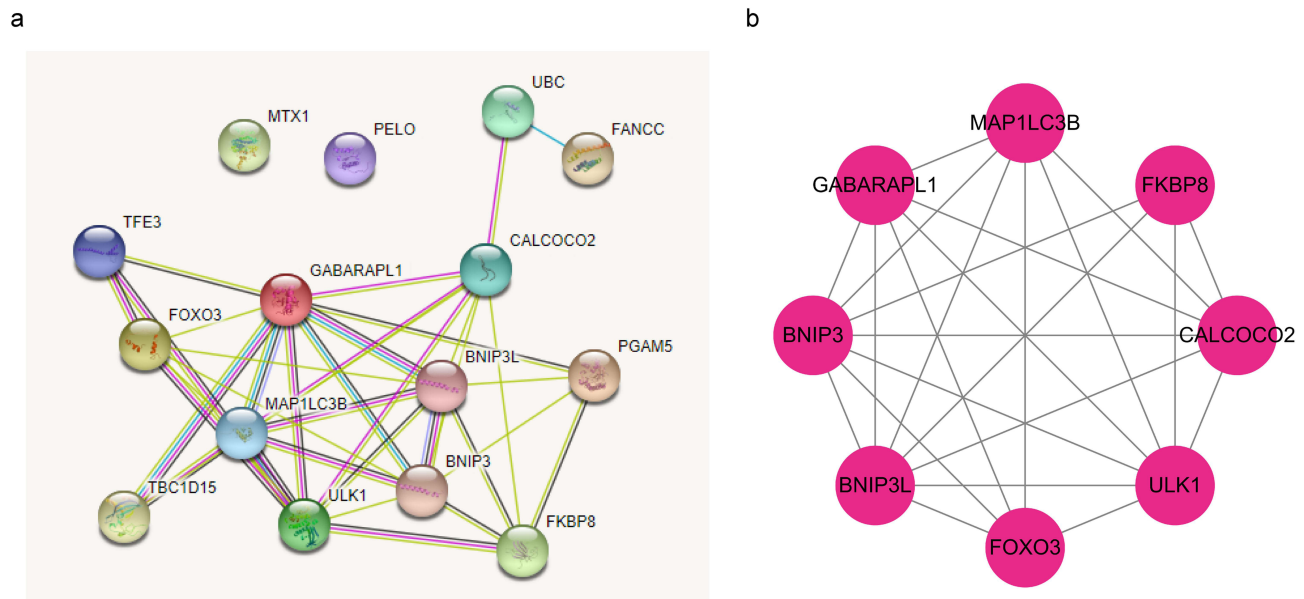 a
b
UBC
MTX1
PELO
FANCC
TFE3
CALCOCO2
GABARAPL1
FOXO3
BNIP3L
PGAM5
MAP1LC3B
BNIP3
TBC1D15
ULK1
FKBP8
MAP1LC3B
GABARAPL1
FKBP8
BNIP3
CALCOCO2
BNIP3L
ULK1
FOXO3